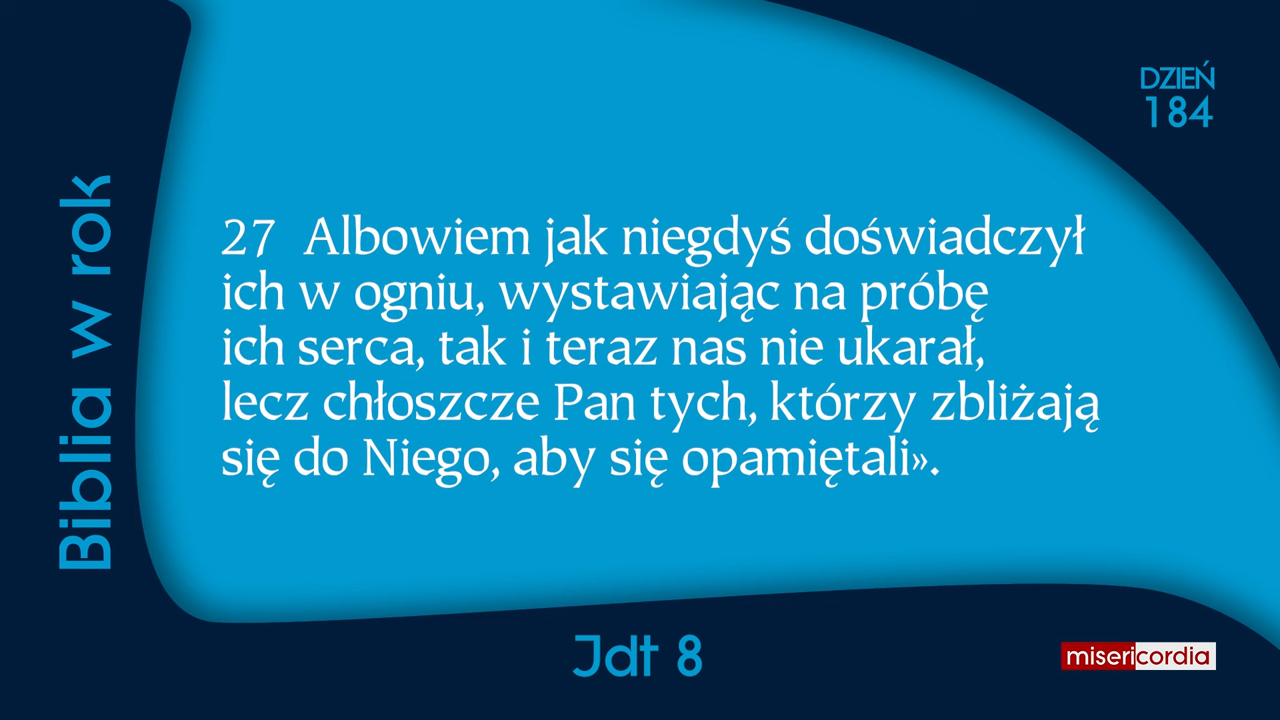 DZIEŃ
184
Biblia w rok
27 Albowiem jak niegdyś doświadczył
ich w ogniu, wystawiając na próbę
ich serca, tak i teraz nas nie ukarał,
lecz chłoszcze Pan tych, którzy zbliżają
się do Niego, aby się opamiętali».
Jdt 8
misericordia